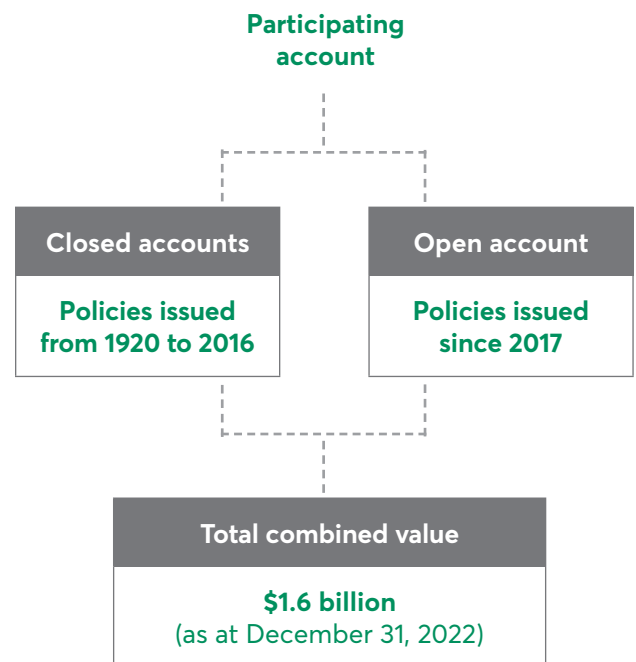 Participating
account
Closed accounts
Policies issued
from 1920 to 2016
Open account
Policies issued
since 2017
Total combined value
$1.6 billion
(as at December 31, 2022)